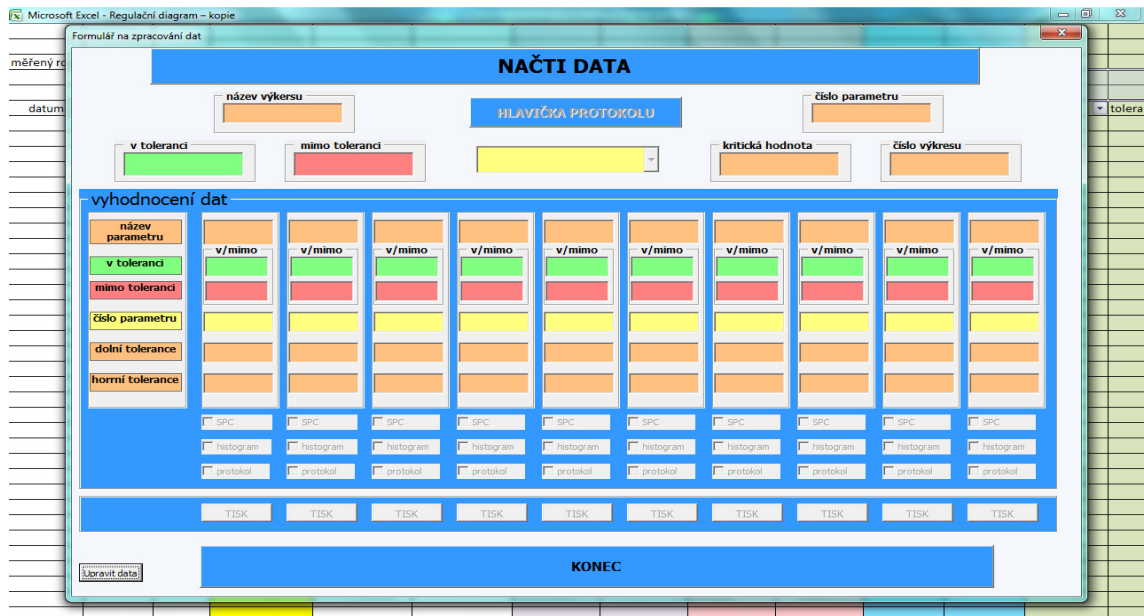 Microsoft Excel - Regulační diagram – kopie
Formulář na zpracování dat
měřený
NAČTI DATA
název výkersu
HLAVIČKA PROTOKOLU
číslo parametru
datum
tolera
v toleranci
mimo toleranci
kritická hodnota
číslo výkresu
vyhodnocení dat
název
parametru
v/mimo v/mimo v/mimo v/mimo v/mimo v/mimo v/mimo v/mimo v/mimo v/mimo
v toleranci
mimo toleranci
číslo parametru
dolní tolerance
horrní tolerance
SPC SPC SPC SPC SPC SPC SPC SPC SPC SPC
histogram histogram histogram histogram histogram histogram histogram histogram histogram histogram
protokol protokol protokol protokol protokol protokol protokol protokol protokol protokol
TISK TISK TISK TISK TISK TISK TISK TISK TISK TISK
KONEC
Upravit data